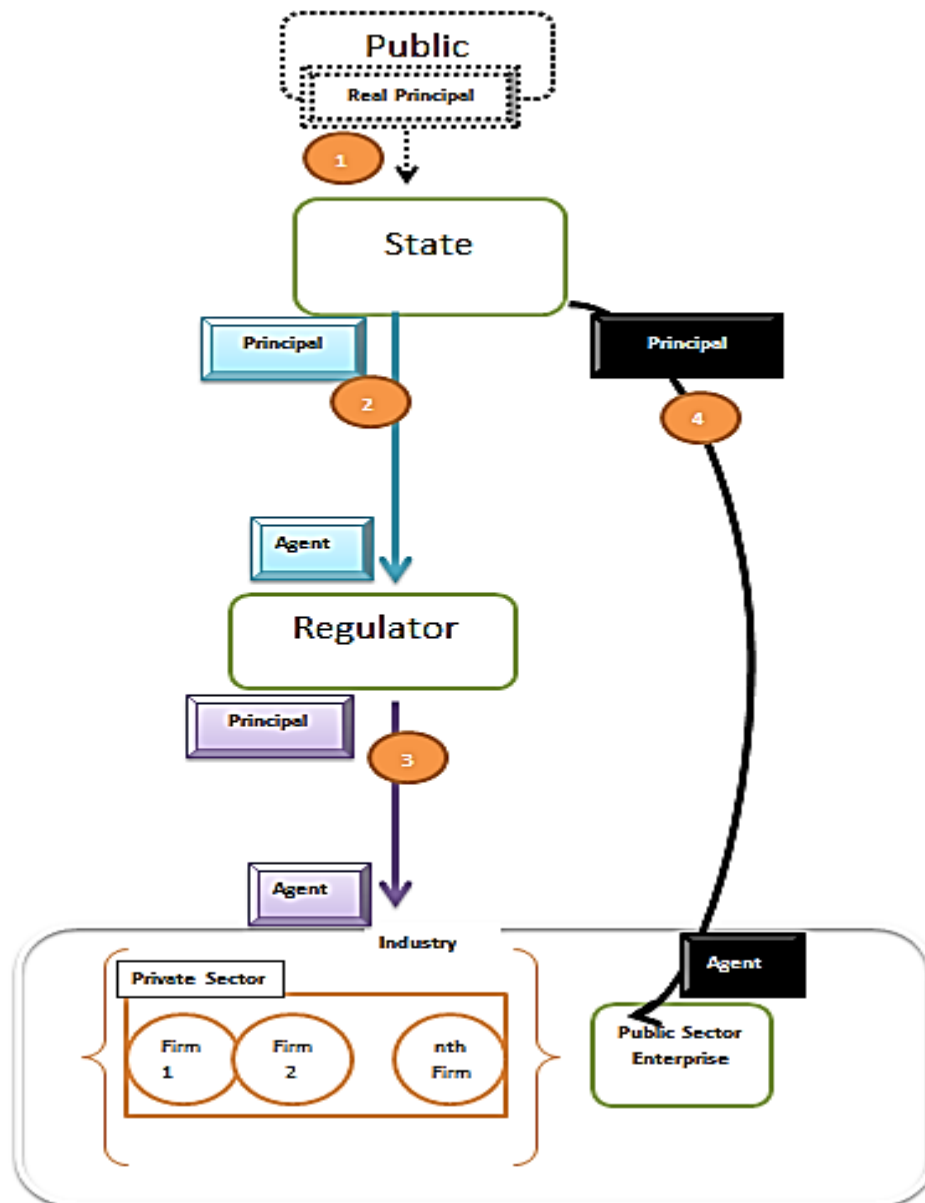 Public
Real Principal
1
State
Principal
Principal
2
4
Agent
Regulator
Principal
3
Agent
Industry
Agent
Private Sector
Firm
1
Firm
2
nth
Firm
Public Sector
Enterprise